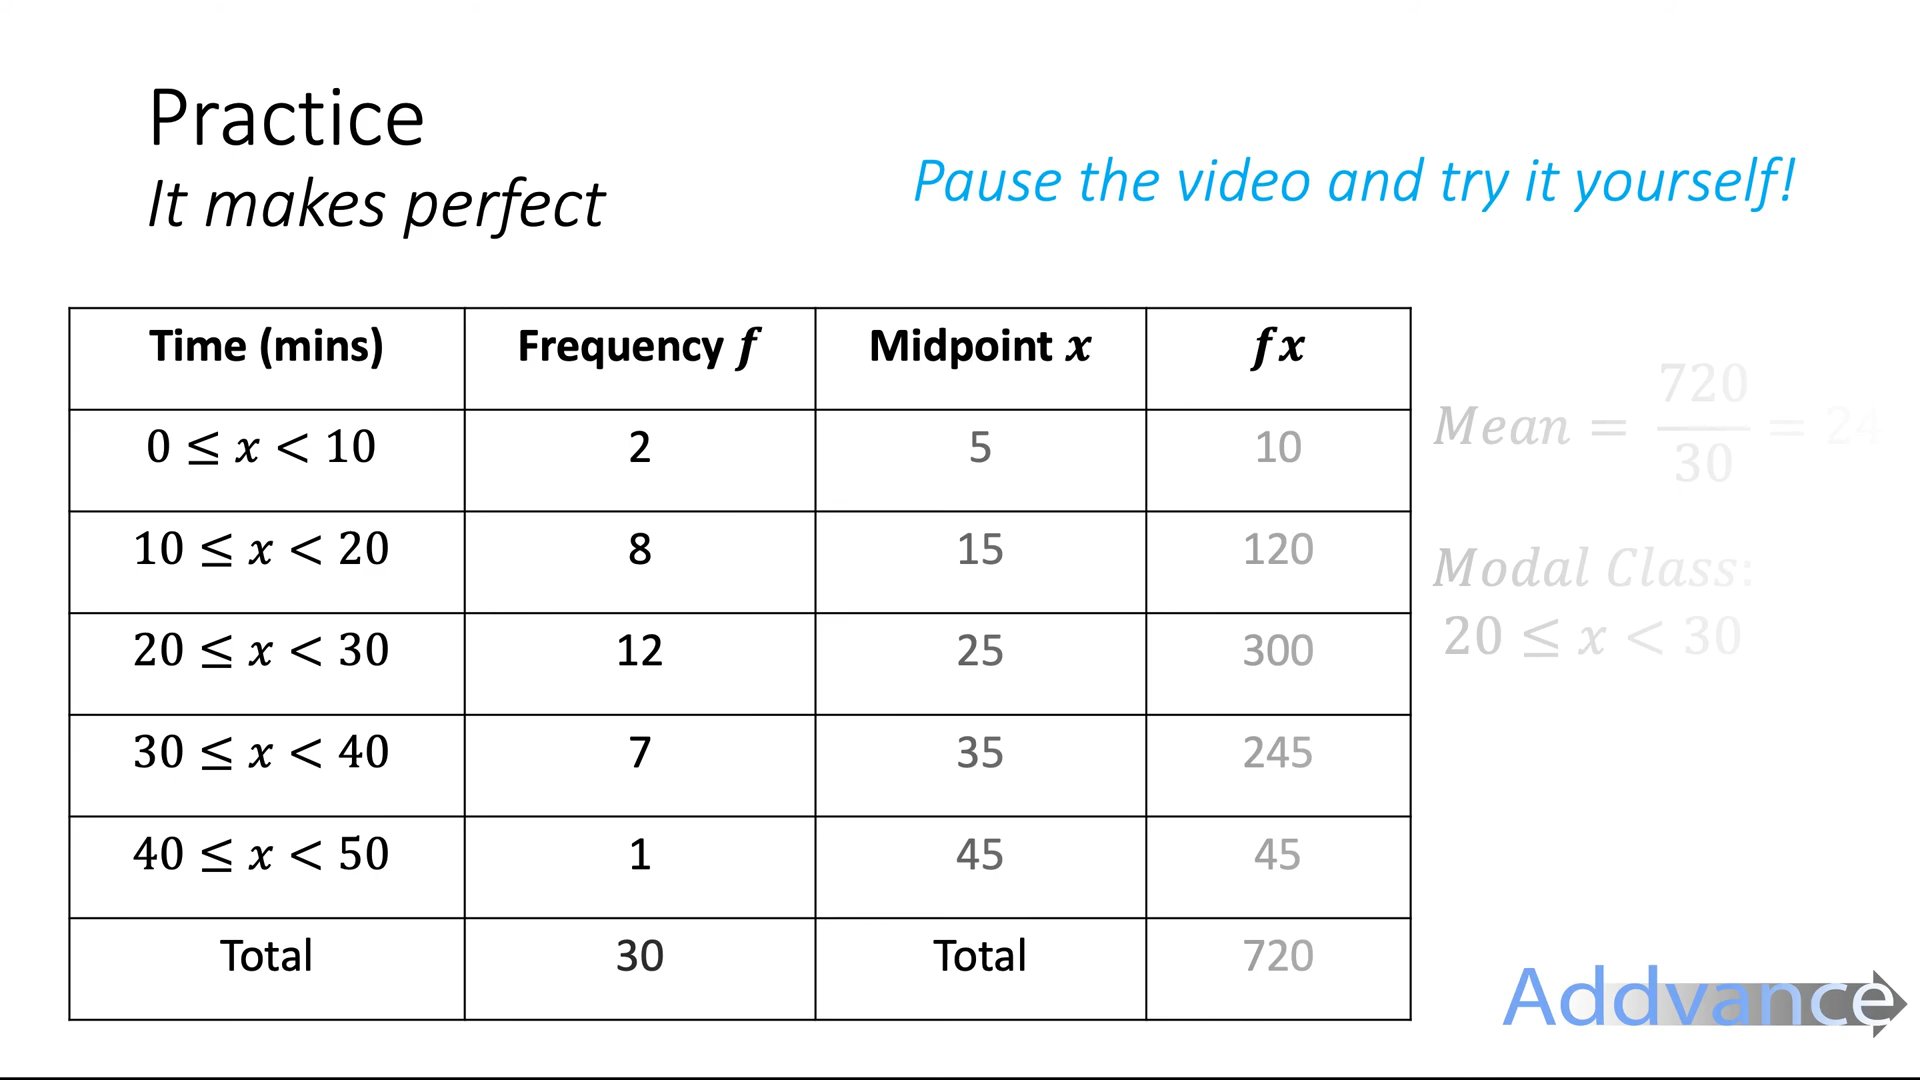 Practice
It makes perfect
Pause the video and try it yourself!
Time (mins) Frequency f Midpoint x fx
0 ≤ x < 10 2 5 10
10 ≤ x < 20 8 15 120
20 ≤ x < 30 12 25 300
30 ≤ x < 40 7 35 245
40 ≤ x < 50 1 45 45
Total 30 Total 720
Mean = 720/30 = 24
Modal Class:
20 ≤ x < 30
Addvance